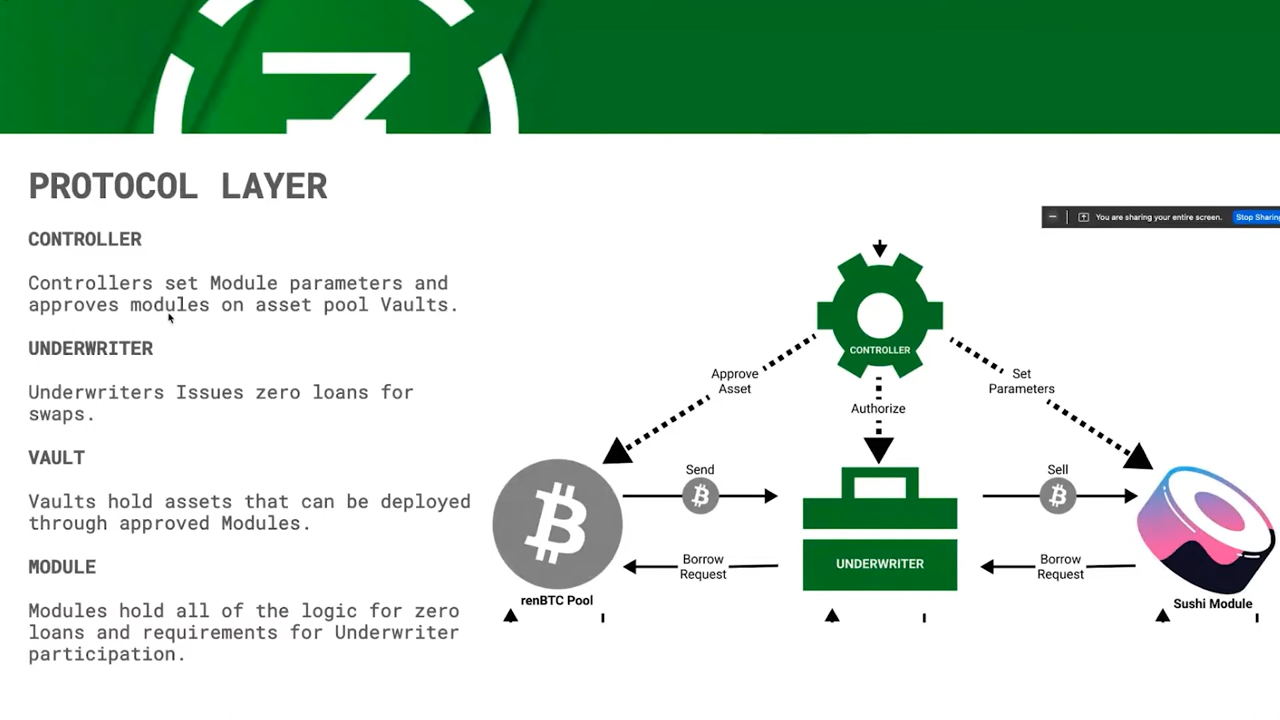 PROTOCOL LAYER
CONTROLLER
Controllers set Module parameters and
approves modules on asset pool Vaults.
UNDERWRITER
Underwriters Issues zero loans for
swaps.
VAULT
Vaults hold assets that can be deployed
through approved Modules.
MODULE
Modules hold all of the logic for zero
loans and requirements for Underwriter
participation.
You are sharing your entire screen.
Stop Sharing
CONTROLLER
Approve
Asset
Authorize
Set
Parameters
Send
Sell
UNDERWRITER
Borrow
Request
Borrow
Request
renBTC Pool
Sushi Module